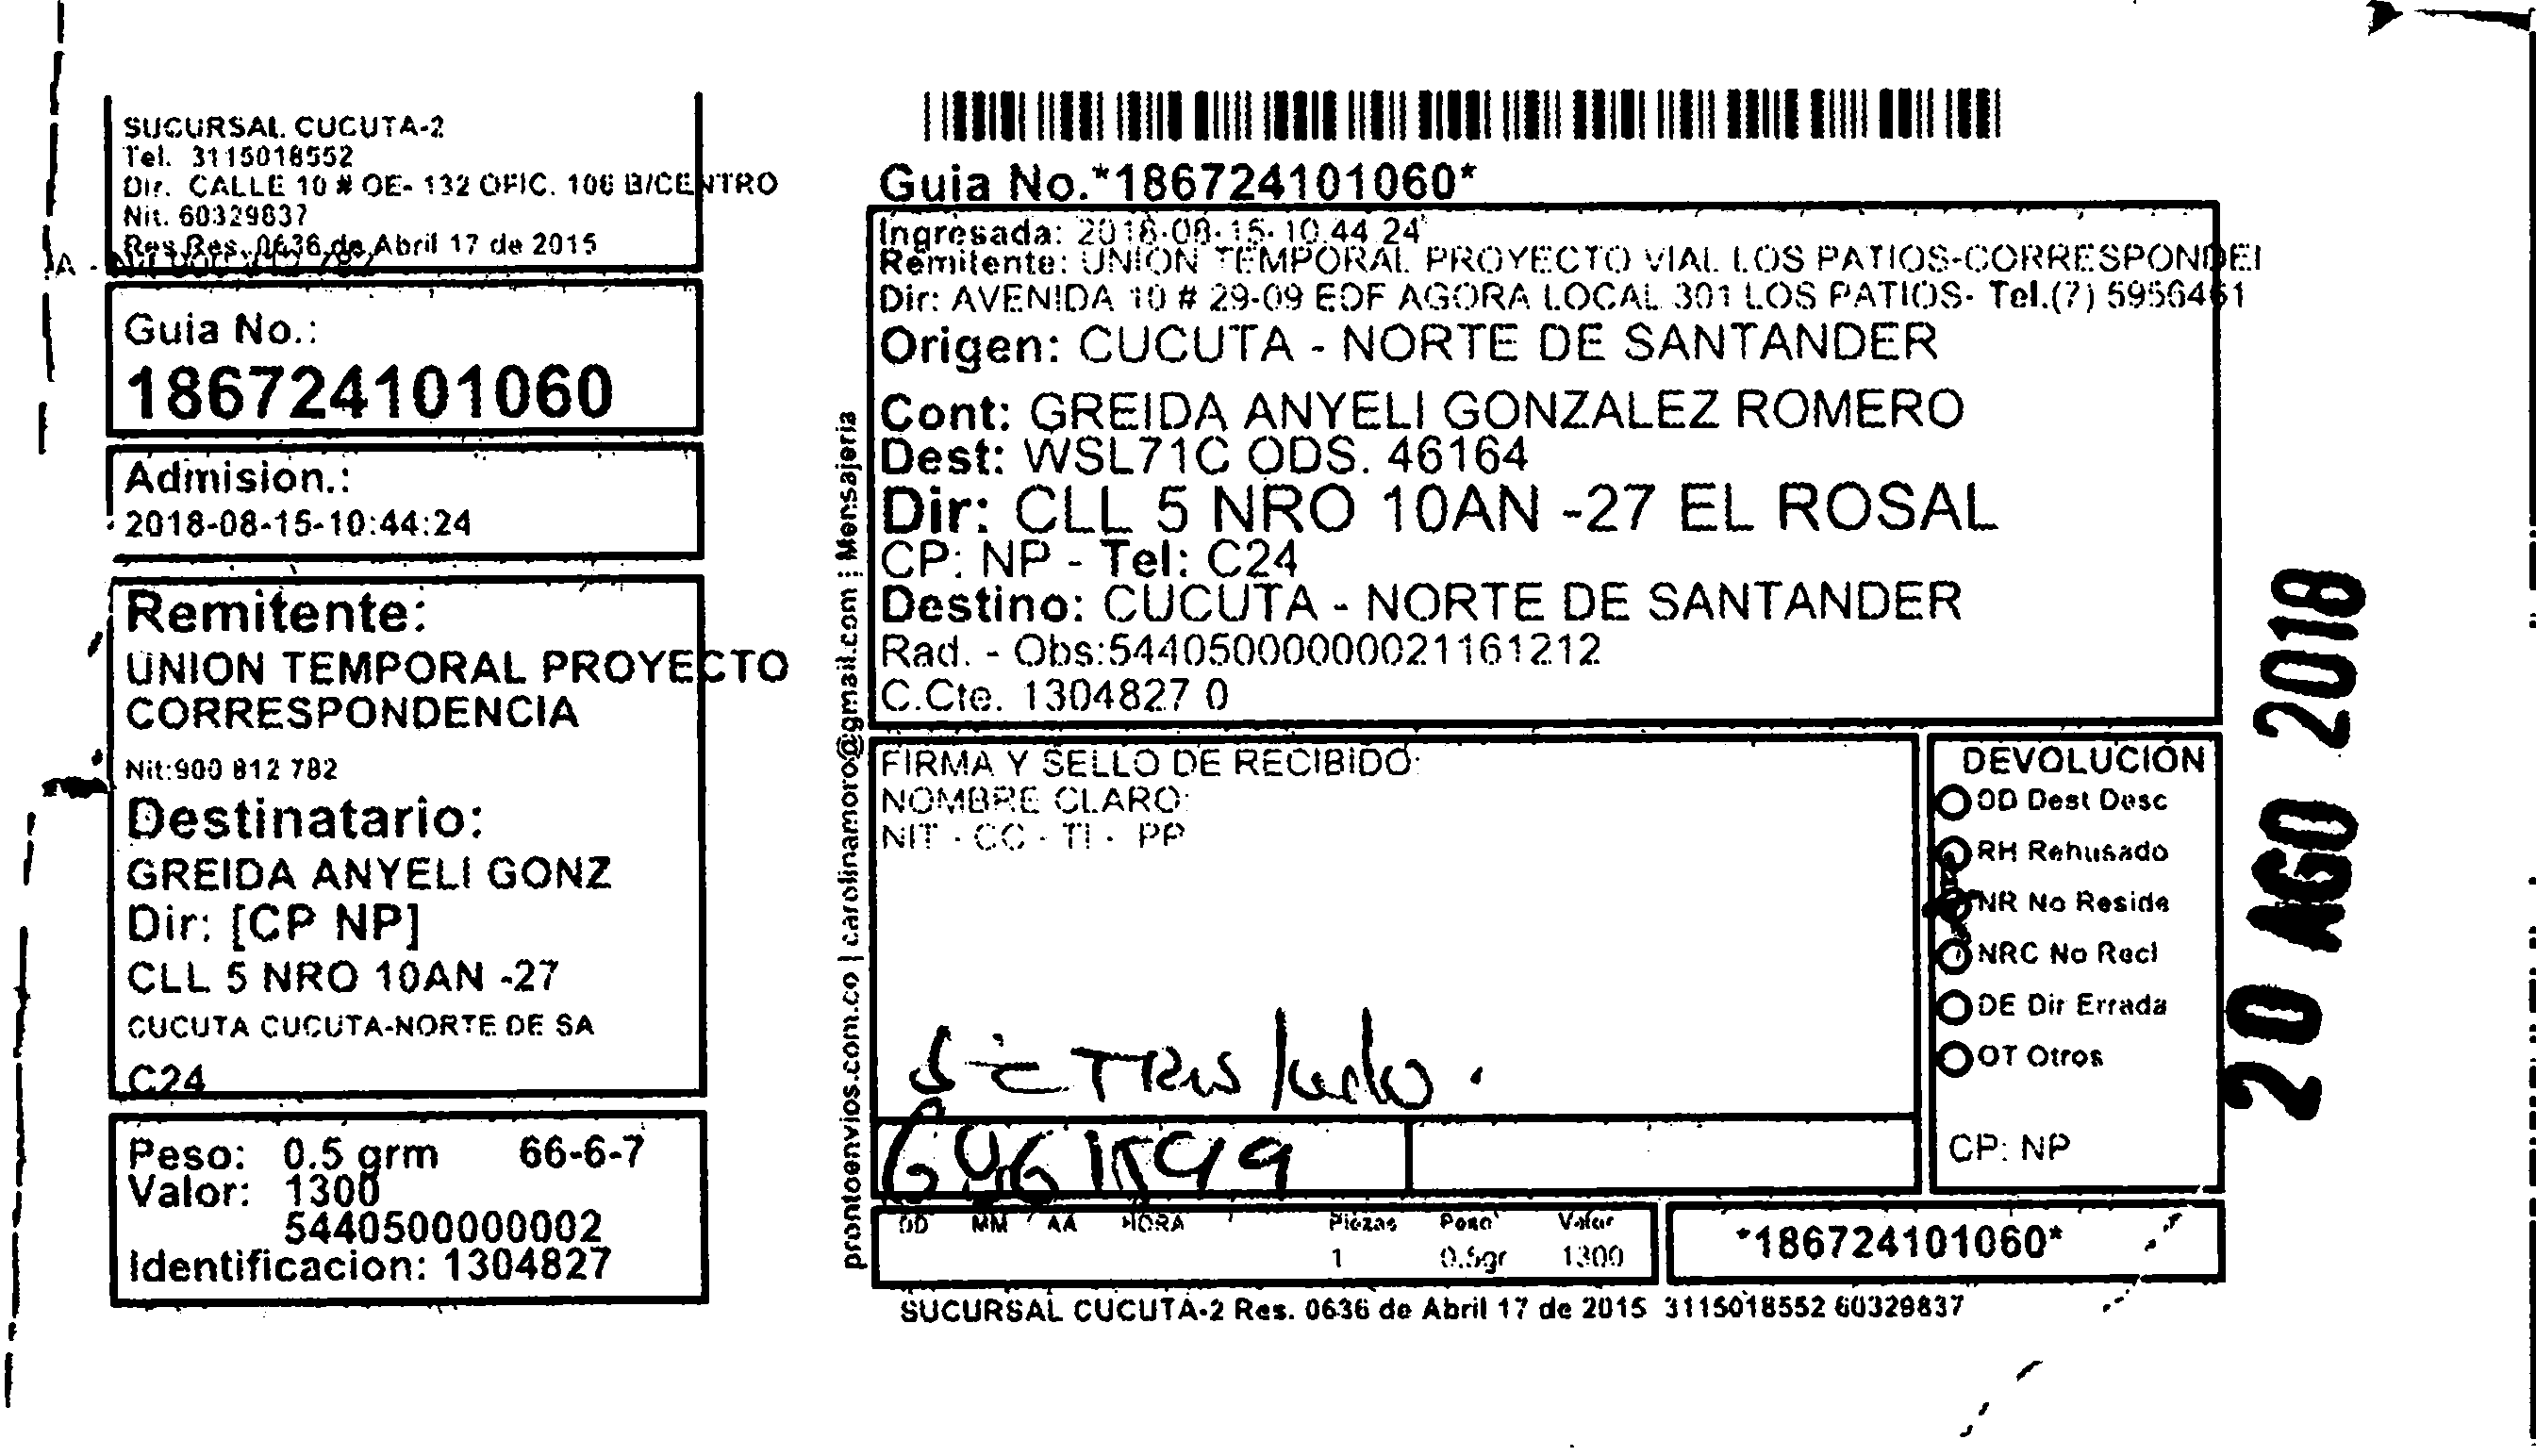 SUCURSAL CUCUTA-2
Tel. 3115018552
Dir. CALLE 10 # OE- 132 OFIC. 106 B/CENTRO
Nit. 60329837
Res.Res. 0636 de Abril 17 de 2015
Guia No.:
186724101060
Admision.:
2018-08-15-10:44:24
Remitente:
UNION TEMPORAL PROYECTO
CORRESPONDENCIA
Nit:900 812 782
Destinatario:
GREIDA ANYELI GONZ
Dir: [CP NP]
CLL 5 NRO 10AN -27
CUCUTA CUCUTA-NORTE DE SA
C24
Peso: 0.5 grm 66-6-7
Valor: 1300
5440500000002
Identificacion: 1304827
prontoenvios.com.co | carolinamoro@gmail.com ; Mensajeria
Guia No.*186724101060*
Ingresada: 2018-08-15-10.44 24
Remitente: UNION TEMPORAL PROYECTO VIAL LOS PATIOS-CORRESPONDEI
Dir: AVENIDA 10 # 29-09 EDF AGORA LOCAL 301 LOS PATIOS- Tel.(7) 5956461
Origen: CUCUTA - NORTE DE SANTANDER
Cont: GREIDA ANYELI GONZALEZ ROMERO
Dest: WSL71C ODS. 46164
Dir: CLL 5 NRO 10AN -27 EL ROSAL
CP: NP - Tel: C24
Destino: CUCUTA - NORTE DE SANTANDER
Rad. - Obs:544050000000021161212
C.Cte. 1304827 0
FIRMA Y SELLO DE RECIBIDO:
NOMBRE CLARO:
NIT - CC - TI - PP
DEVOLUCIÓN
DD Dest Desc
RH Rehusado
NR No Reside
NRC No Recl
DE Dir Errada
OT Otros
CP: NP
DD MM AA HORA Piezas Peso Valor
1 0.5gr 1300
*186724101060*
SUCURSAL CUCUTA-2 Res. 0636 de Abril 17 de 2015 3115018552 60329837
20 AGO 2018